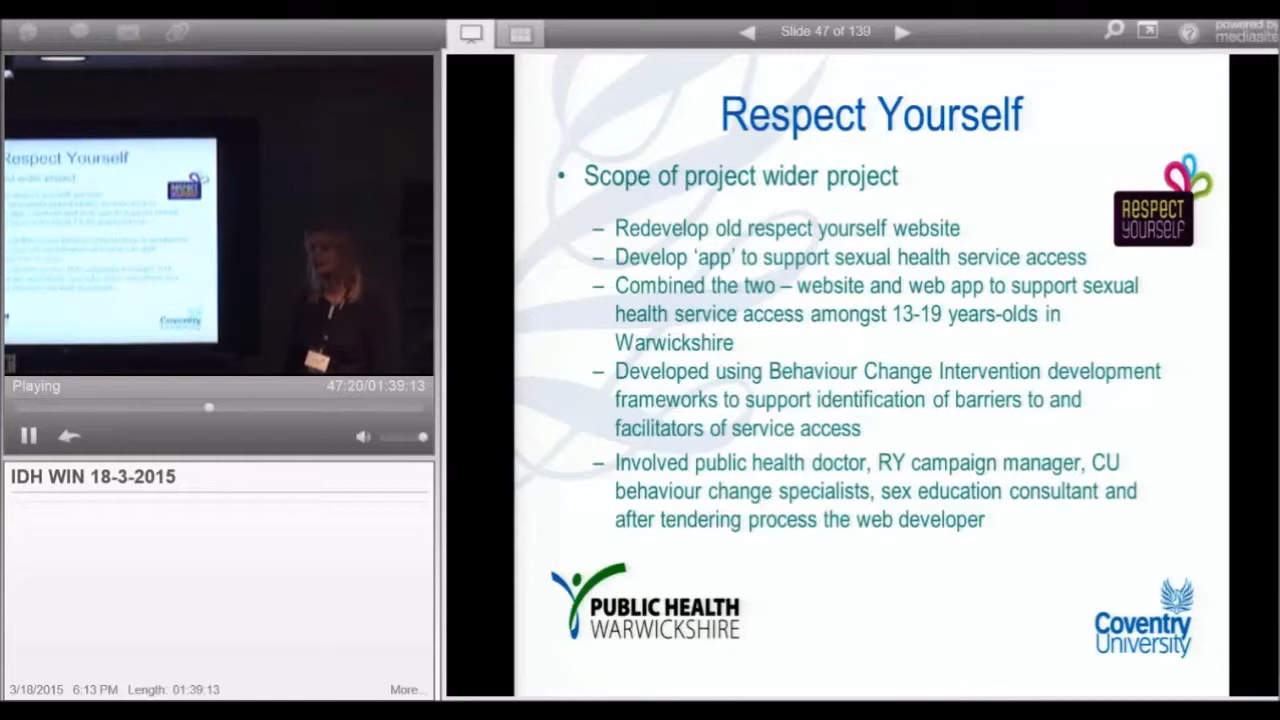 Slide 47 of 139
powered by
mediasite
Respect Yourself
• Scope of project wider project
RESPECT
YOURSELF
– Redevelop old respect yourself website
– Develop ‘app’ to support sexual health service access
– Combined the two – website and web app to support sexual
health service access amongst 13-19 years-olds in
Warwickshire
– Developed using Behaviour Change Intervention development
frameworks to support identification of barriers to and
facilitators of service access
– Involved public health doctor, RY campaign manager, CU
behaviour change specialists, sex education consultant and
after tendering process the web developer
PUBLIC HEALTH
WARWICKSHIRE
Coventry
University
Respect Yourself
RESPECT
YOURSELF
Coventry
Playing
47:20/01:39:13
IDH WIN 18-3-2015
3/18/2015 6:13 PM Length: 01:39:13
More...